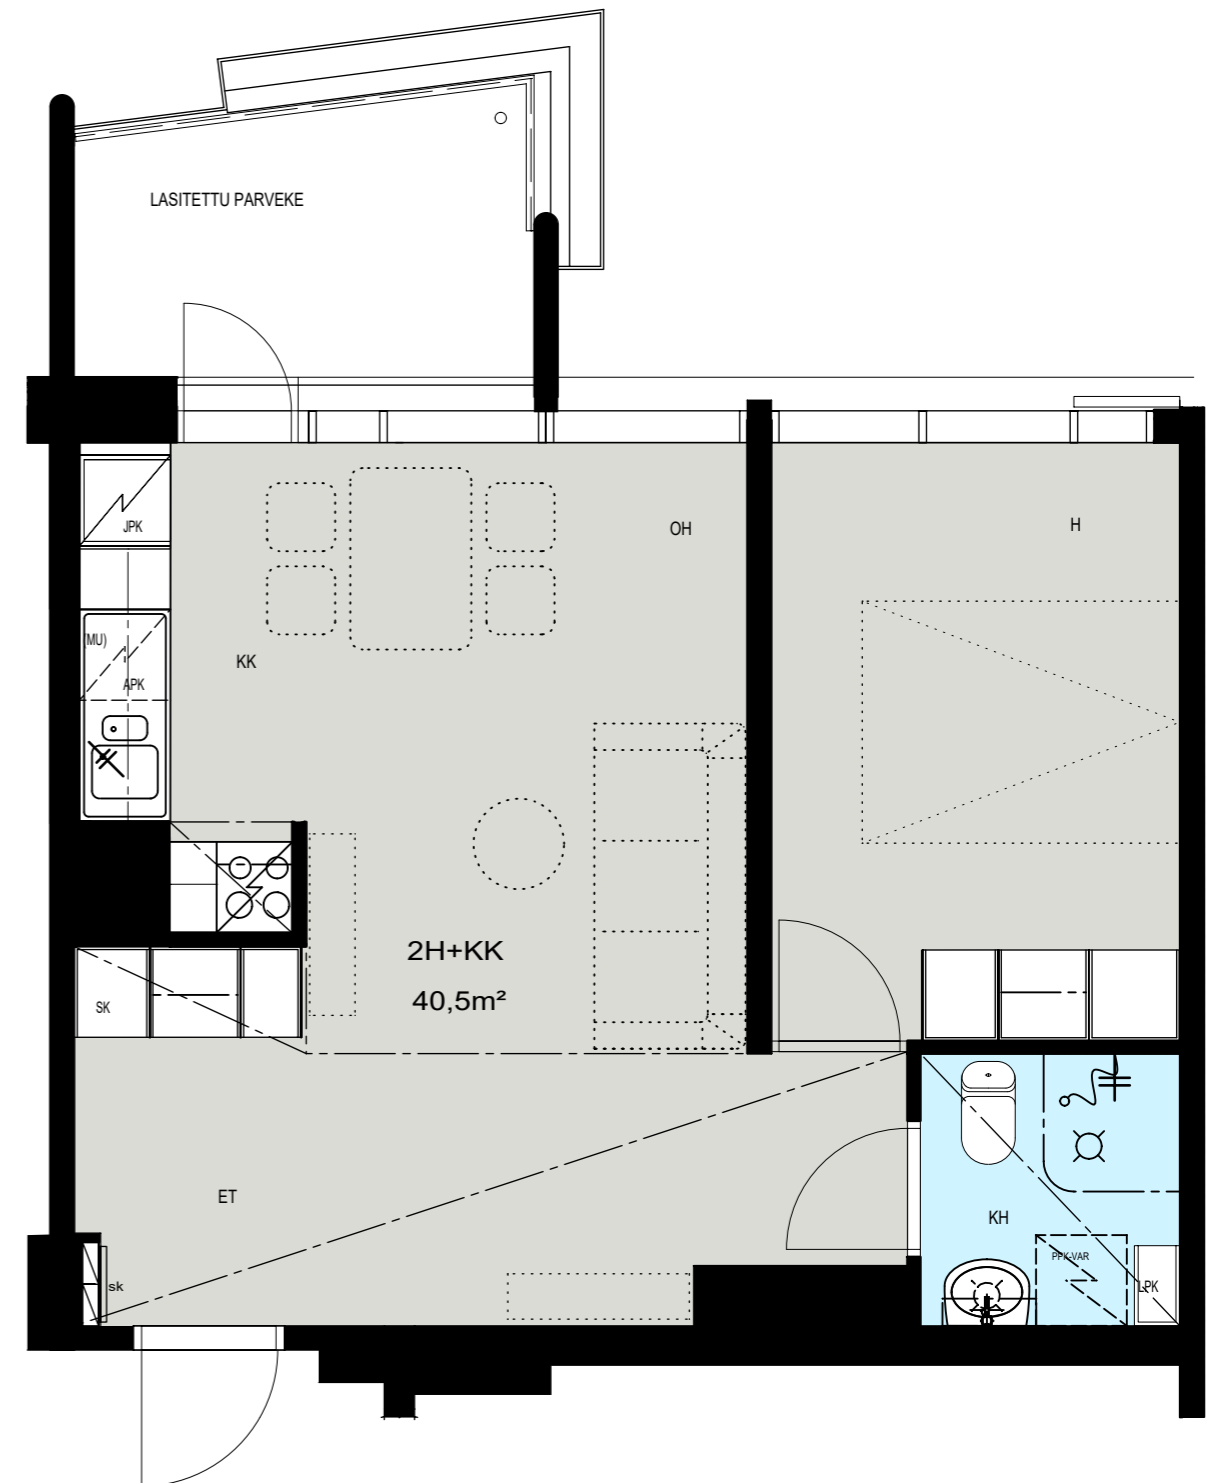 LASITETTU PARVEKE
JPK
OH
H
(MU)
KK
APK
2H+KK
40,5m²
SK
ET
KH
PPK-VAR
sk
LPK